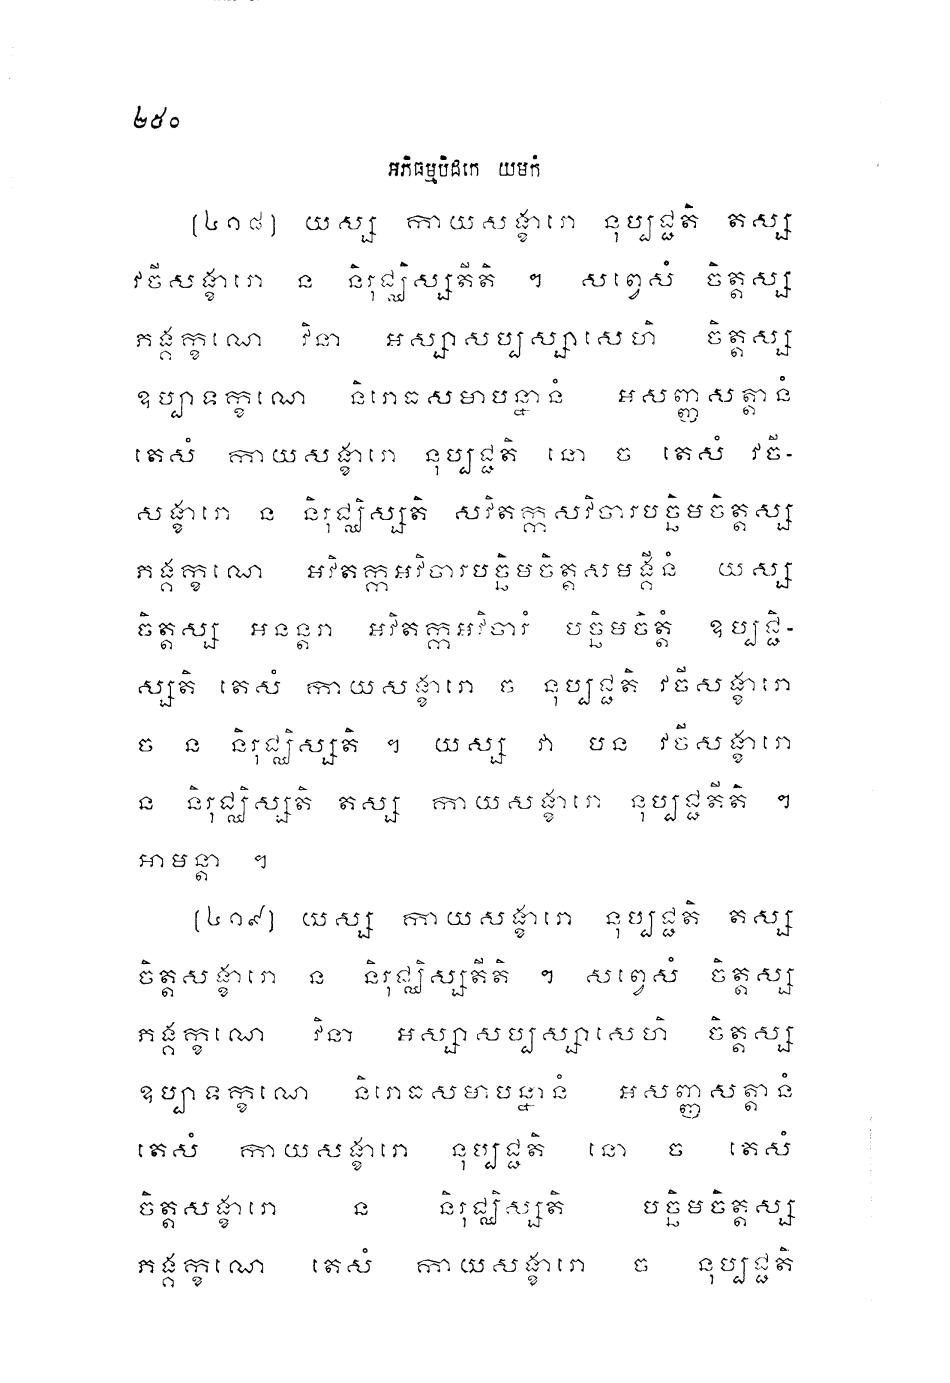 ២៥០
អភិធម្មបិដកេ យមកំ
(៤១៨) យស្ស កាយសង្ខារោ នុប្បជ្ជតិ តស្ស
វចីសង្ខារោ ន និរុជ្ឈិស្សតីតិ ។ សព្វេសំ ចិត្តស្ស
ភង្គក្ខណេ វិនា អស្សាសប្បស្សាសេហិ ចិត្តស្ស
ឧប្បាទក្ខណេ និរោធសមាបន្នានំ អសញ្ញសត្តានំ
តេសំ កាយសង្ខារោ នុប្បជ្ជតិ នោ ច តេសំ វចី-
សង្ខារោ ន និរុជ្ឈិស្សតិ សវិតក្កសវិចារបច្ឆិមចិត្តស្ស
ភង្គក្ខណេ អវិតក្កអវិចារបច្ឆិមចិត្តសមង្គីនំ យស្ស
ចិត្តស្ស អនន្តរា អវិតក្កអវិចារំ បច្ឆិមចិត្តំ ឧប្បជ្ជិ-
ស្សតិ តេសំ កាយសង្ខារោ ច នុប្បជ្ជតិ វចីសង្ខារោ
ច ន និរុជ្ឈិស្សតិ ។ យស្ស វា បន វចីសង្ខារោ
ន និរុជ្ឈិស្សតិ តស្ស កាយសង្ខារោ នុប្បជ្ជតីតិ ។
អាមន្តា ។
(៤១៩) យស្ស កាយសង្ខារោ នុប្បជ្ជតិ តស្ស
ចិត្តសង្ខារោ ន និរុជ្ឈិស្សតីតិ ។ សព្វេសំ ចិត្តស្ស
ភង្គក្ខណេ វិនា អស្សាសប្បស្សាសេហិ ចិត្តស្ស
ឧប្បាទក្ខណេ និរោធសមាបន្នានំ អសញ្ញសត្តានំ
តេសំ កាយសង្ខារោ នុប្បជ្ជតិ នោ ច តេសំ
ចិត្តសង្ខារោ ន និរុជ្ឈិស្សតិ បច្ឆិមចិត្តស្ស
ភង្គក្ខណេ តេសំ កាយសង្ខារោ ច នុប្បជ្ជតិ